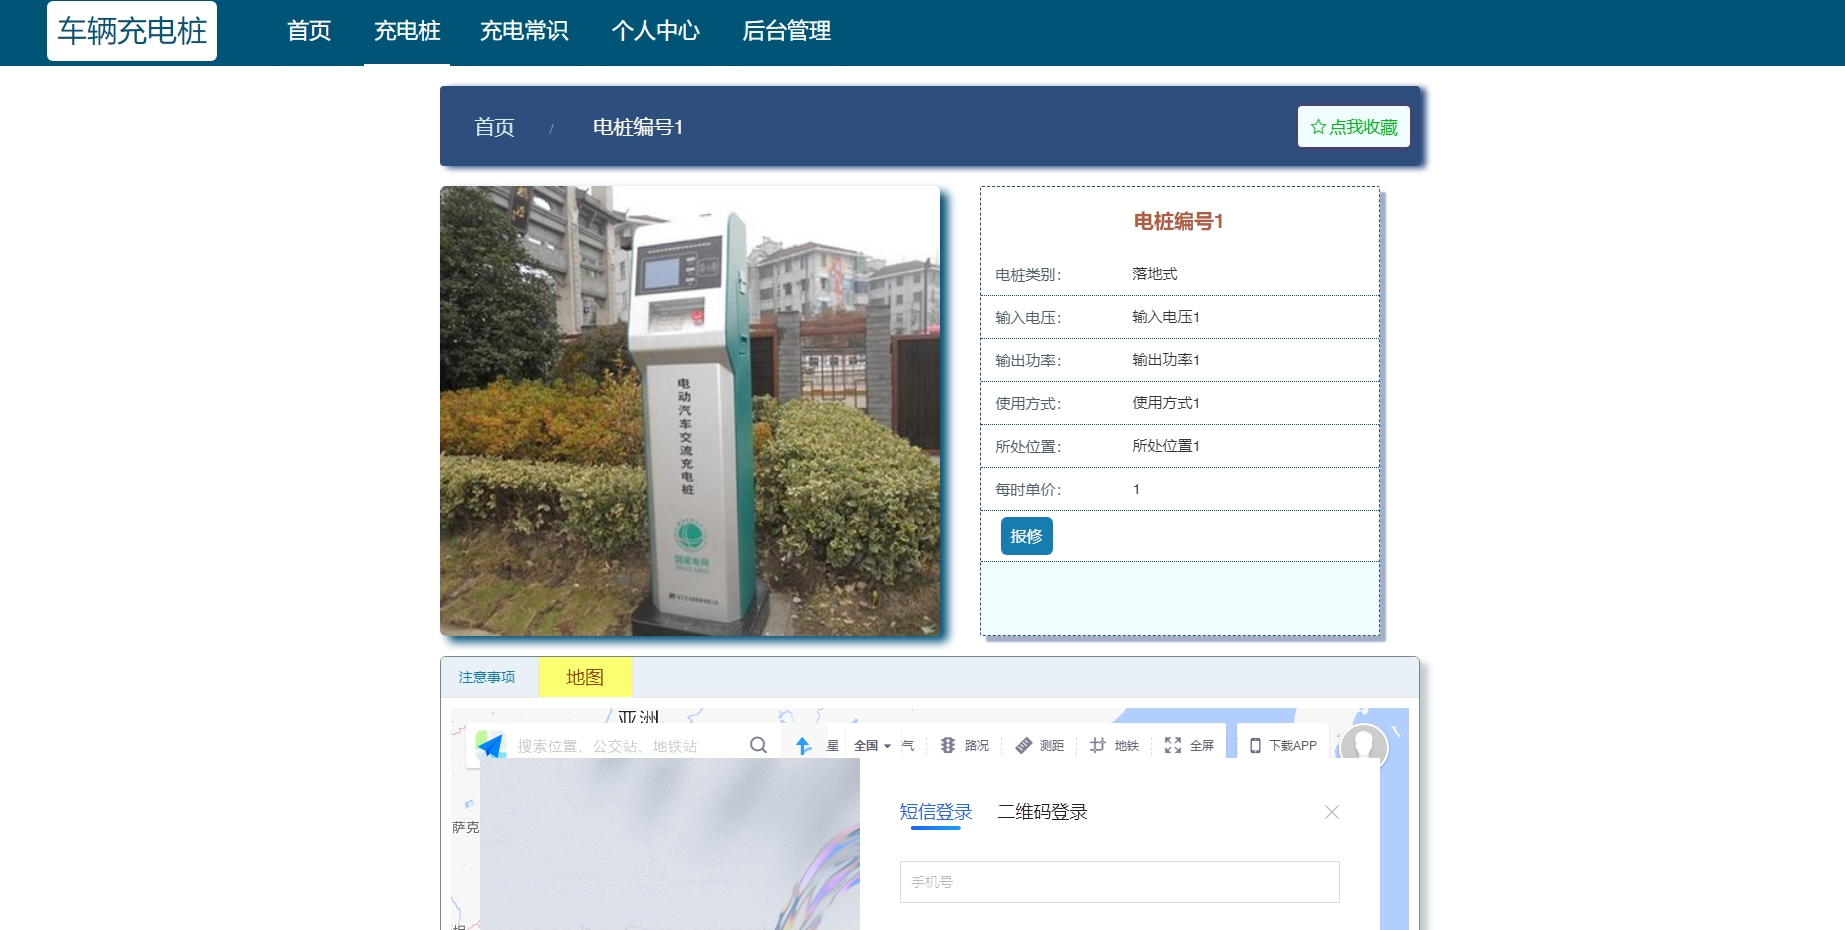 车辆充电桩
首页
充电桩
充电常识
个人中心
后台管理
首页 / 电桩编号1
☆点我收藏
电动汽车交流充电桩
国家电网
电桩编号1
电桩类别： 落地式
输入电压： 输入电压1
输出功率： 输出功率1
使用方式： 使用方式1
所处位置： 所处位置1
每时单价： 1
报修
注意事项
地图
亚洲
搜索位置、公交站、地铁站
星
全国
气
路况
测距
地铁
全屏
下载APP
萨克
短信登录
二维码登录
手机号